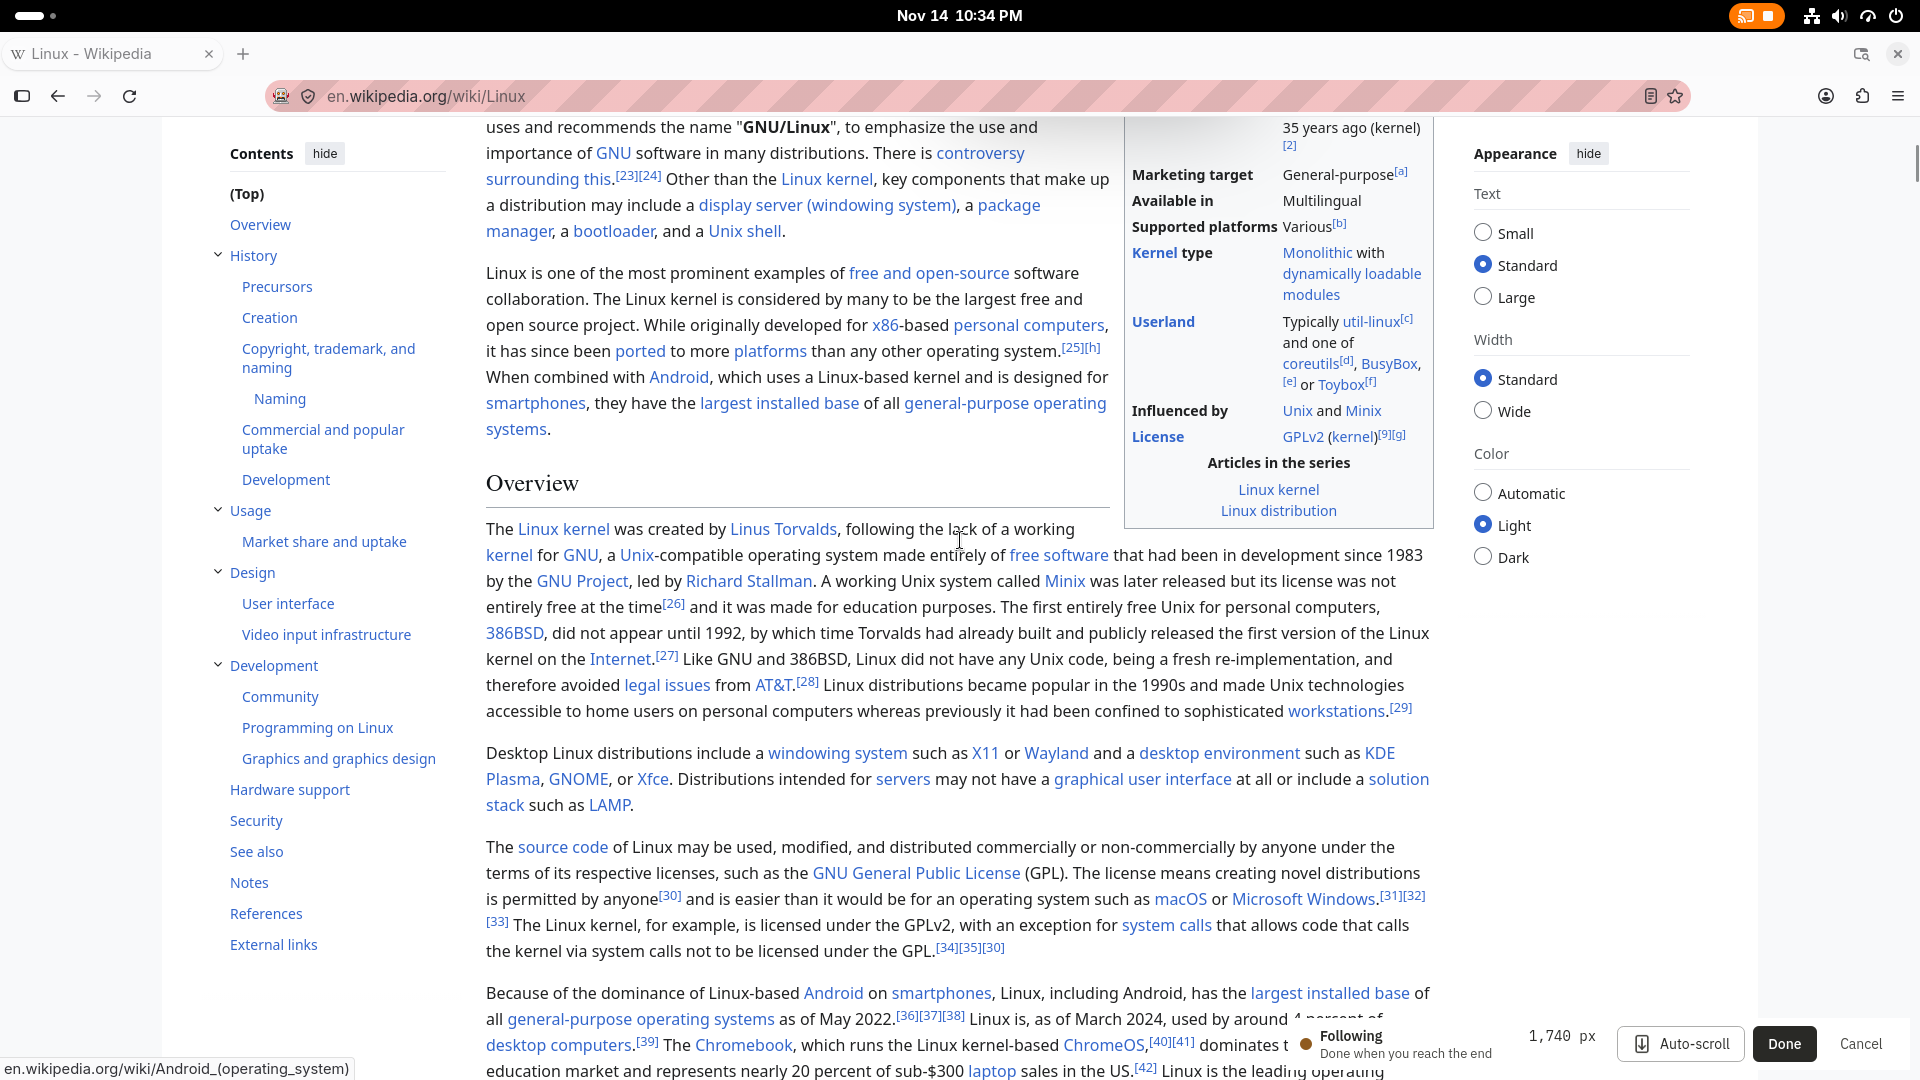 Nov 14 10:34 PM
Linux - Wikipedia
en.wikipedia.org/wiki/Linux
Contents hide
(Top)
Overview
History
Precursors
Creation
Copyright, trademark, and
naming
Naming
Commercial and popular
uptake
Development
Usage
Market share and uptake
Design
User interface
Video input infrastructure
Development
Community
Programming on Linux
Graphics and graphics design
Hardware support
Security
See also
Notes
References
External links
uses and recommends the name "GNU/Linux", to emphasize the use and
importance of GNU software in many distributions. There is controversy
surrounding this.[23][24] Other than the Linux kernel, key components that make up
a distribution may include a display server (windowing system), a package
manager, a bootloader, and a Unix shell.
Linux is one of the most prominent examples of free and open-source software
collaboration. The Linux kernel is considered by many to be the largest free and
open source project. While originally developed for x86-based personal computers,
it has since been ported to more platforms than any other operating system.[25][h]
When combined with Android, which uses a Linux-based kernel and is designed for
smartphones, they have the largest installed base of all general-purpose operating
systems.
35 years ago (kernel)
[2]
Marketing target General-purpose[a]
Available in Multilingual
Supported platforms Various[b]
Kernel type Monolithic with
dynamically loadable
modules
Userland Typically util-linux[c]
and one of
coreutils[d], BusyBox,
[e] or Toybox[f]
Influenced by Unix and Minix
License GPLv2 (kernel)[9][g]
Articles in the series
Linux kernel
Linux distribution
Overview
The Linux kernel was created by Linus Torvalds, following the lack of a working
kernel for GNU, a Unix-compatible operating system made entirely of free software that had been in development since 1983
by the GNU Project, led by Richard Stallman. A working Unix system called Minix was later released but its license was not
entirely free at the time[26] and it was made for education purposes. The first entirely free Unix for personal computers,
386BSD, did not appear until 1992, by which time Torvalds had already built and publicly released the first version of the Linux
kernel on the Internet.[27] Like GNU and 386BSD, Linux did not have any Unix code, being a fresh re-implementation, and
therefore avoided legal issues from AT&T.[28] Linux distributions became popular in the 1990s and made Unix technologies
accessible to home users on personal computers whereas previously it had been confined to sophisticated workstations.[29]
Desktop Linux distributions include a windowing system such as X11 or Wayland and a desktop environment such as KDE
Plasma, GNOME, or Xfce. Distributions intended for servers may not have a graphical user interface at all or include a solution
stack such as LAMP.
The source code of Linux may be used, modified, and distributed commercially or non-commercially by anyone under the
terms of its respective licenses, such as the GNU General Public License (GPL). The license means creating novel distributions
is permitted by anyone[30] and is easier than it would be for an operating system such as macOS or Microsoft Windows.[31][32]
[33] The Linux kernel, for example, is licensed under the GPLv2, with an exception for system calls that allows code that calls
the kernel via system calls not to be licensed under the GPL.[34][35][30]
Because of the dominance of Linux-based Android on smartphones, Linux, including Android, has the largest installed base of
all general-purpose operating systems as of May 2022.[36][37][38] Linux is, as of March 2024, used by around 4 percent of
desktop computers.[39] The Chromebook, which runs the Linux kernel-based ChromeOS,[40][41] dominates t
education market and represents nearly 20 percent of sub-$300 laptop sales in the US.[42] Linux is the leading operating
Appearance hide
Text
Small
Standard
Large
Width
Standard
Wide
Color
Automatic
Light
Dark
Following
Done when you reach the end
1,740 px
Auto-scroll
Done
Cancel
en.wikipedia.org/wiki/Android_(operating_system)